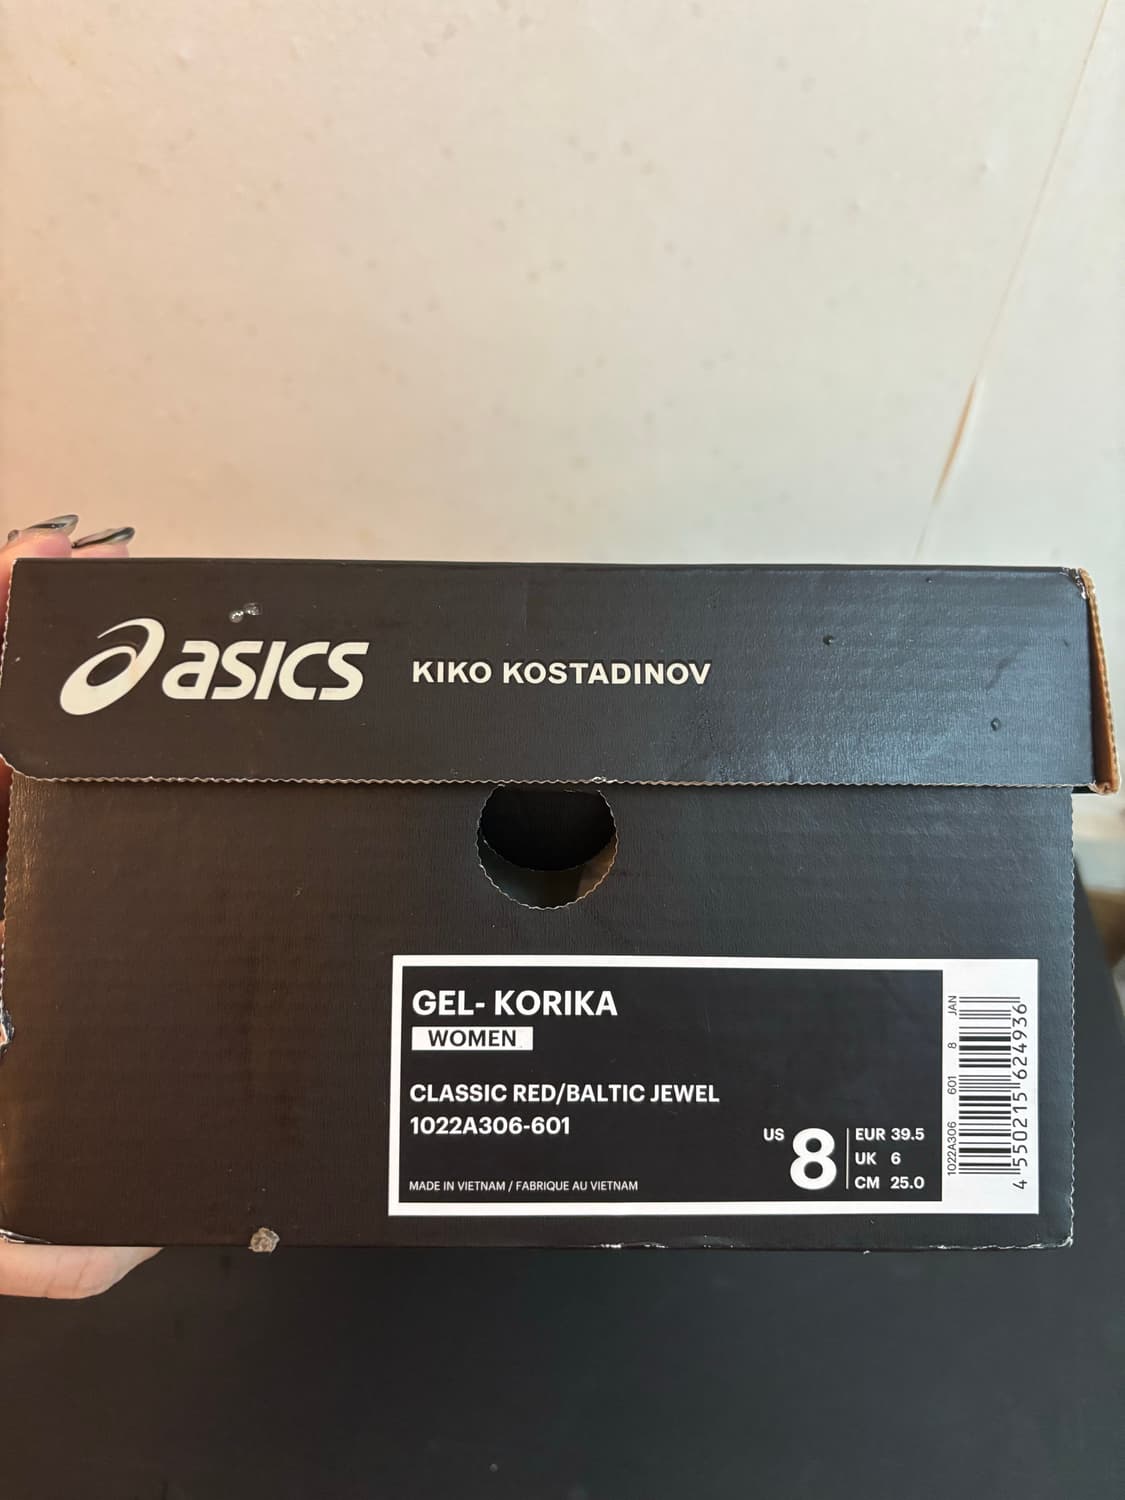 asics KIKO KOSTADINOV
GEL- KORIKA
WOMEN
CLASSIC RED/BALTIC JEWEL
1022A306-601
MADE IN VIETNAM / FABRIQUE AU VIETNAM
US 8
EUR 39.5
UK 6
CM 25.0
1022A306 601 8 JAN
4 550215 624936